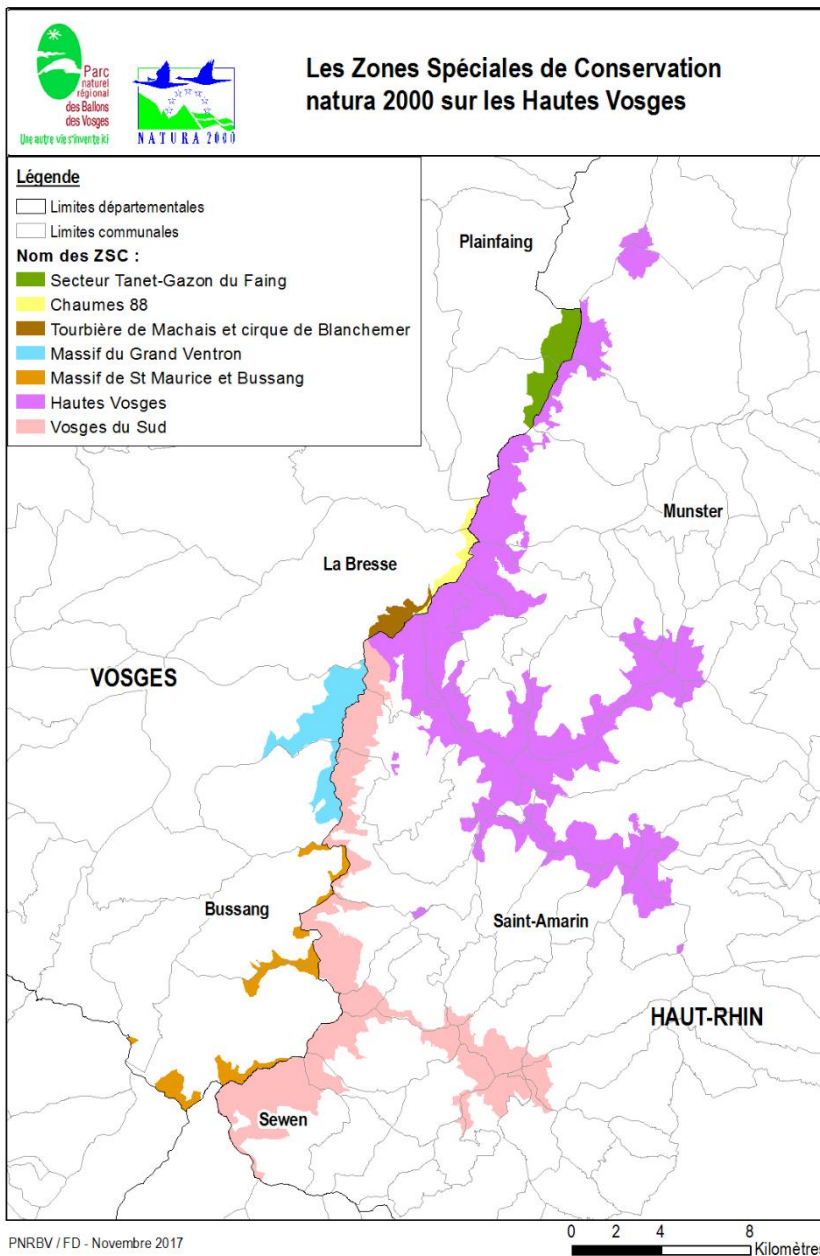 Parc
naturel
régional
des Ballons
des Vosges
Une autre vie s'invente ici
NATURA 2000
Les Zones Spéciales de Conservation
natura 2000 sur les Hautes Vosges
Légende
Limites départementales
Limites communales
Nom des ZSC :
Secteur Tanet-Gazon du Faing
Chaumes 88
Tourbière de Machais et cirque de Blanchemer
Massif du Grand Ventron
Massif de St Maurice et Bussang
Hautes Vosges
Vosges du Sud
Plainfaing
Munster
La Bresse
VOSGES
Bussang
Saint-Amarin
HAUT-RHIN
Sewen
PNRBV / FD - Novembre 2017
0 2 4 8
Kilomètres